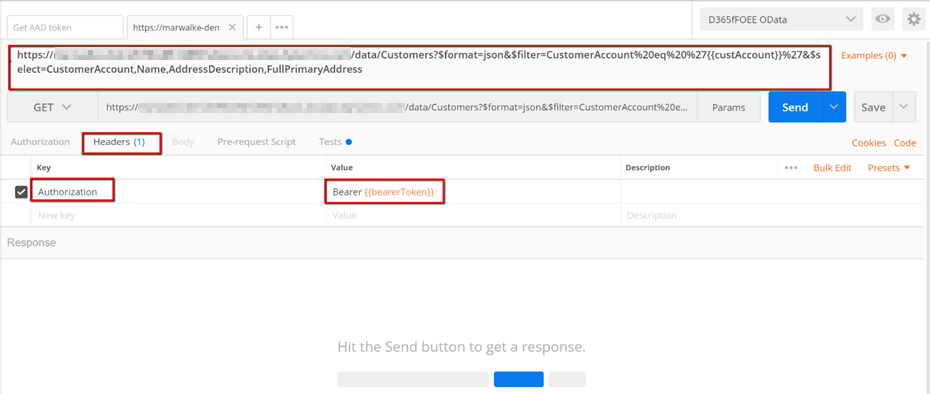 Get AAD token
https://marwalke-dem
D365fFOEE OData
https:// /data/Customers?$format=json&$filter=CustomerAccount%20eq%20%27{{custAccount}}%27&$s
elect=CustomerAccount,Name,AddressDescription,FullPrimaryAddress
Examples (0)
GET https:// /data/Customers?$format=json&$filter=CustomerAccount%20e... Params Send Save
Authorization Headers (1) Body Pre-request Script Tests Cookies Code
Key Value Description ••• Bulk Edit Presets
Authorization Bearer {{bearerToken}}
New key Value Description
Response
Hit the Send button to get a response.